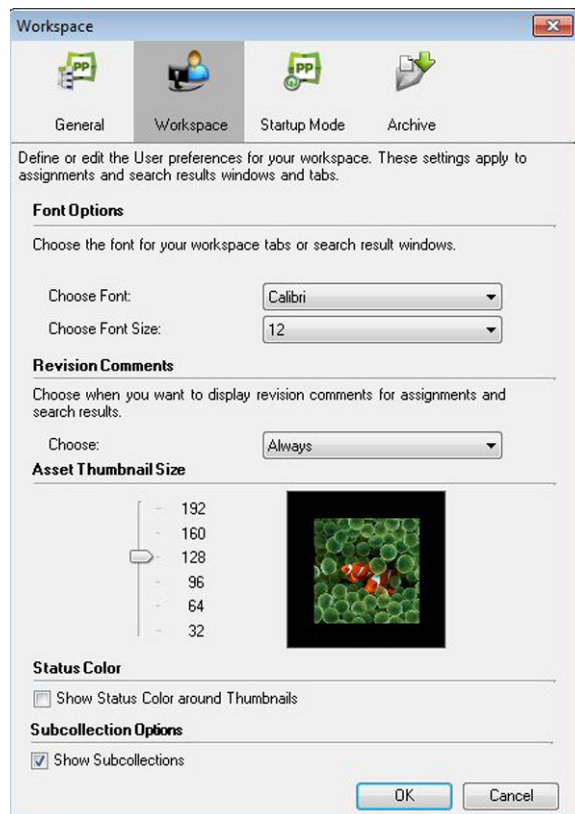 Workspace
PP
PP
General
Workspace
Startup Mode
Archive
Define or edit the User preferences for your workspace. These settings apply to
assignments and search results windows and tabs.
Font Options
Choose the font for your workspace tabs or search result windows.
Choose Font:
Calibri
Choose Font Size:
12
Revision Comments
Choose when you want to display revision comments for assignments and
search results.
Choose:
Always
Asset Thumbnail Size
192
160
128
96
64
32
Status Color
Show Status Color around Thumbnails
Subcollection Options
Show Subcollections
OK
Cancel